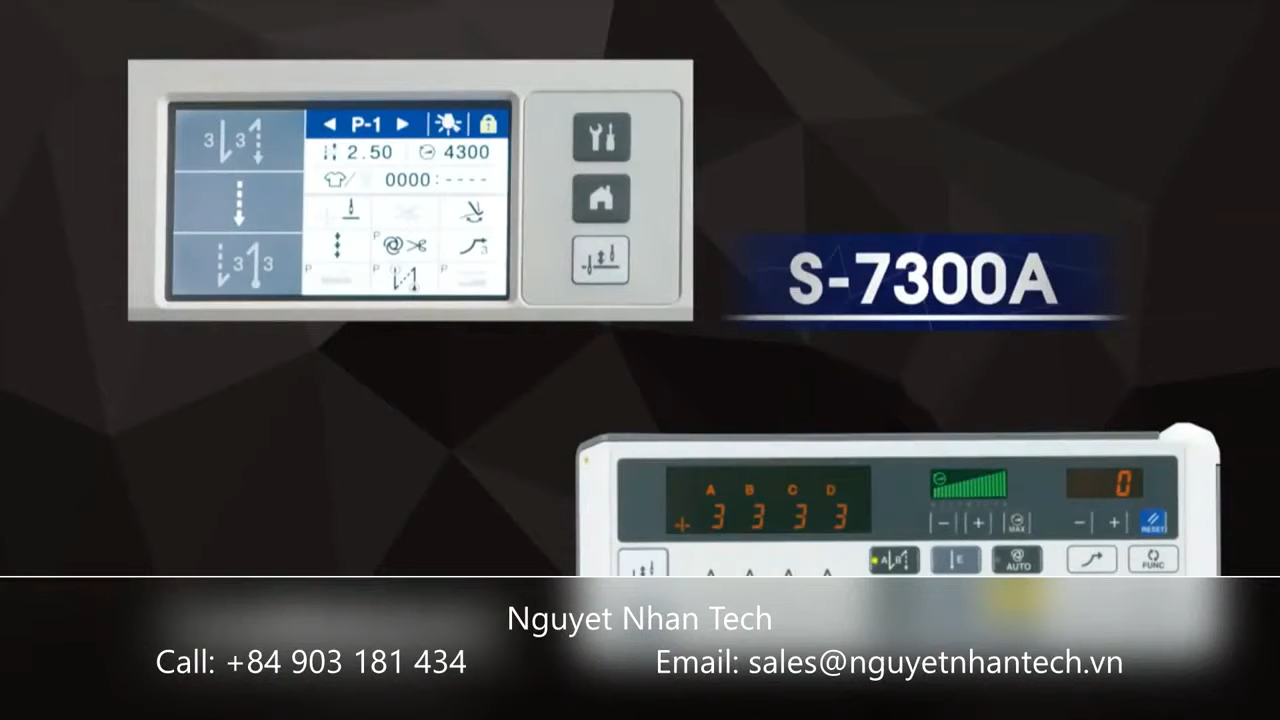 P-1
3 3
2.50 4300
0000:----
P
3 3
P P P 3
S-7300A
A B C D
3 3 3 3
0
MAX
RESET
A B E AUTO FUNC
Nguyet Nhan Tech
Call: +84 903 181 434 Email: sales@nguyetnhantech.vn